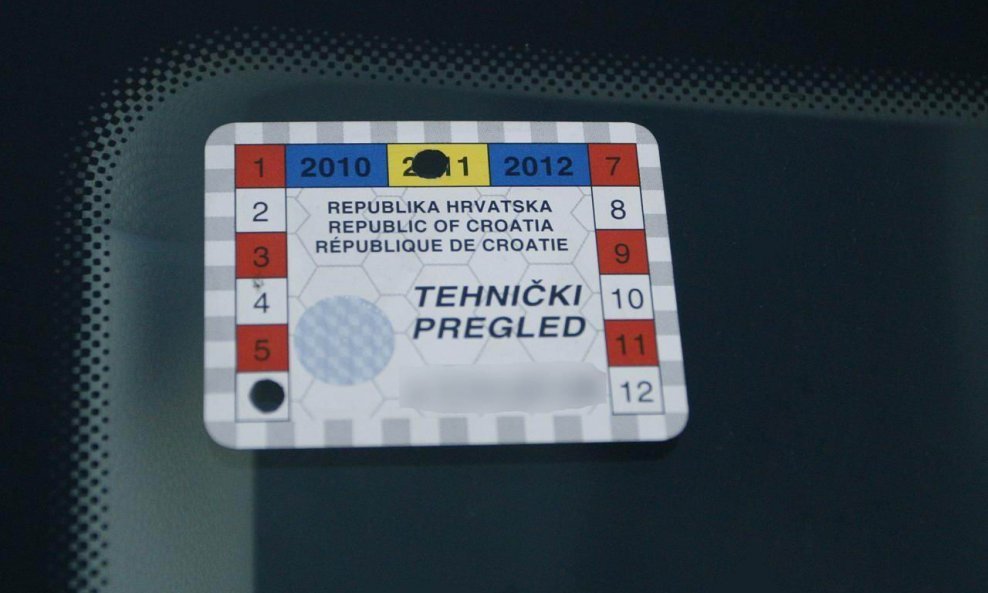 1 2010 2011 2012 7
2 REPUBLIKA HRVATSKA 8
REPUBLIC OF CROATIA
3 RÉPUBLIQUE DE CROATIE 9
4 TEHNIČKI 10
5 PREGLED 11
12